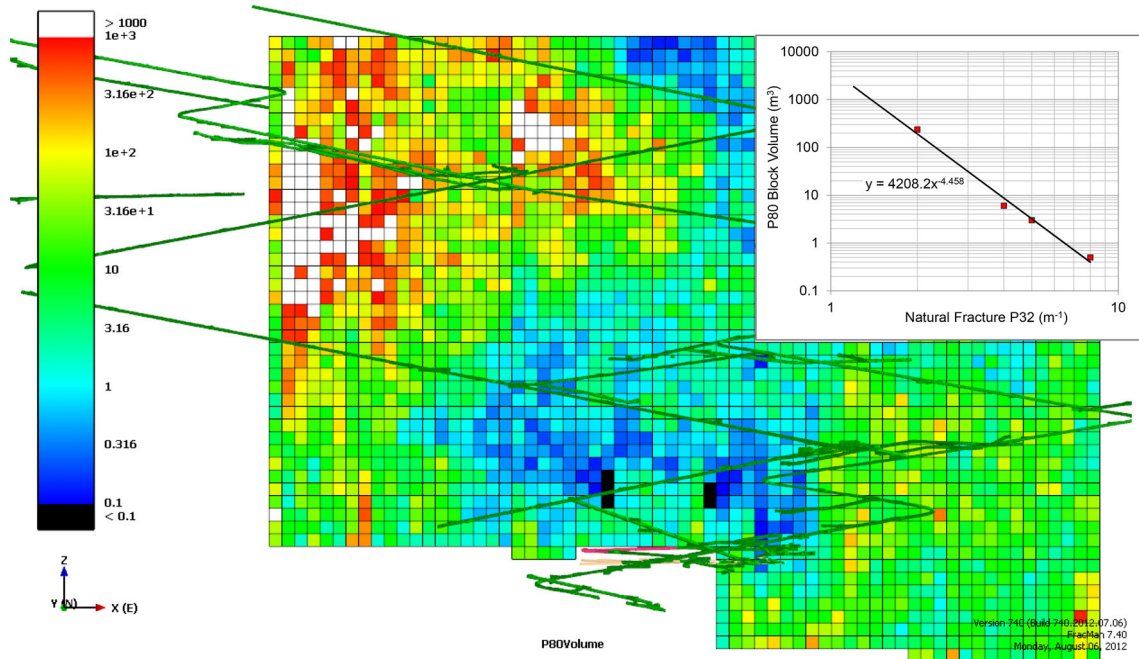 > 1000
1e+3
3.16e+2
1e+2
3.16e+1
10
3.16
1
0.316
0.1
< 0.1
Z
Y (N)
X (E)
P80Volume
10000
1000
100
10
1
0.1
P80 Block Volume (m³)
y = 4208.2x^-4.458
1
10
Natural Fracture P32 (m⁻¹)
Version 740 (Build 740.2012.07.06)
FracMan 7.40
Monday, August 06, 2012